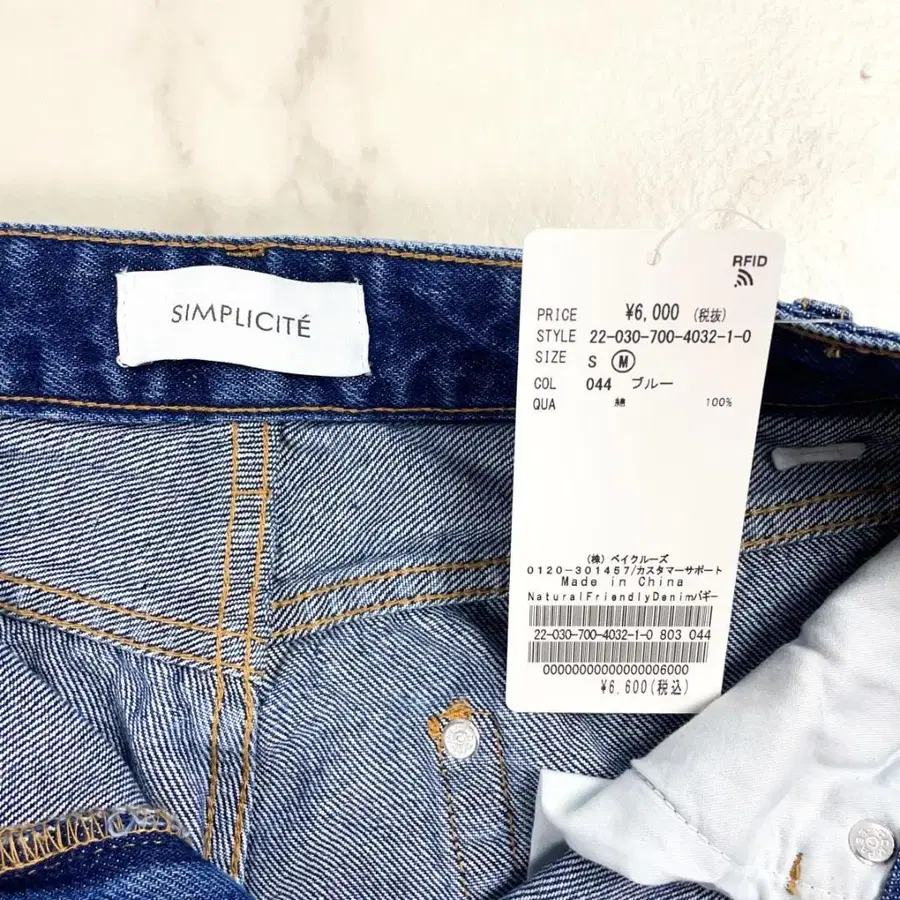 SIMPLICITÉ
RFID
PRICE ¥6,000 (税抜)
STYLE 22-030-700-4032-1-0
SIZE S M
COL 044 ブルー
QUA 綿 100%
(株) ベイクルーズ
0120-301457/カスタマーサポート
Made in China
NaturalFriendlyDenimバギー
22-030-700-4032-1-0 803 044
00000000000000006000
¥6,600(税込)